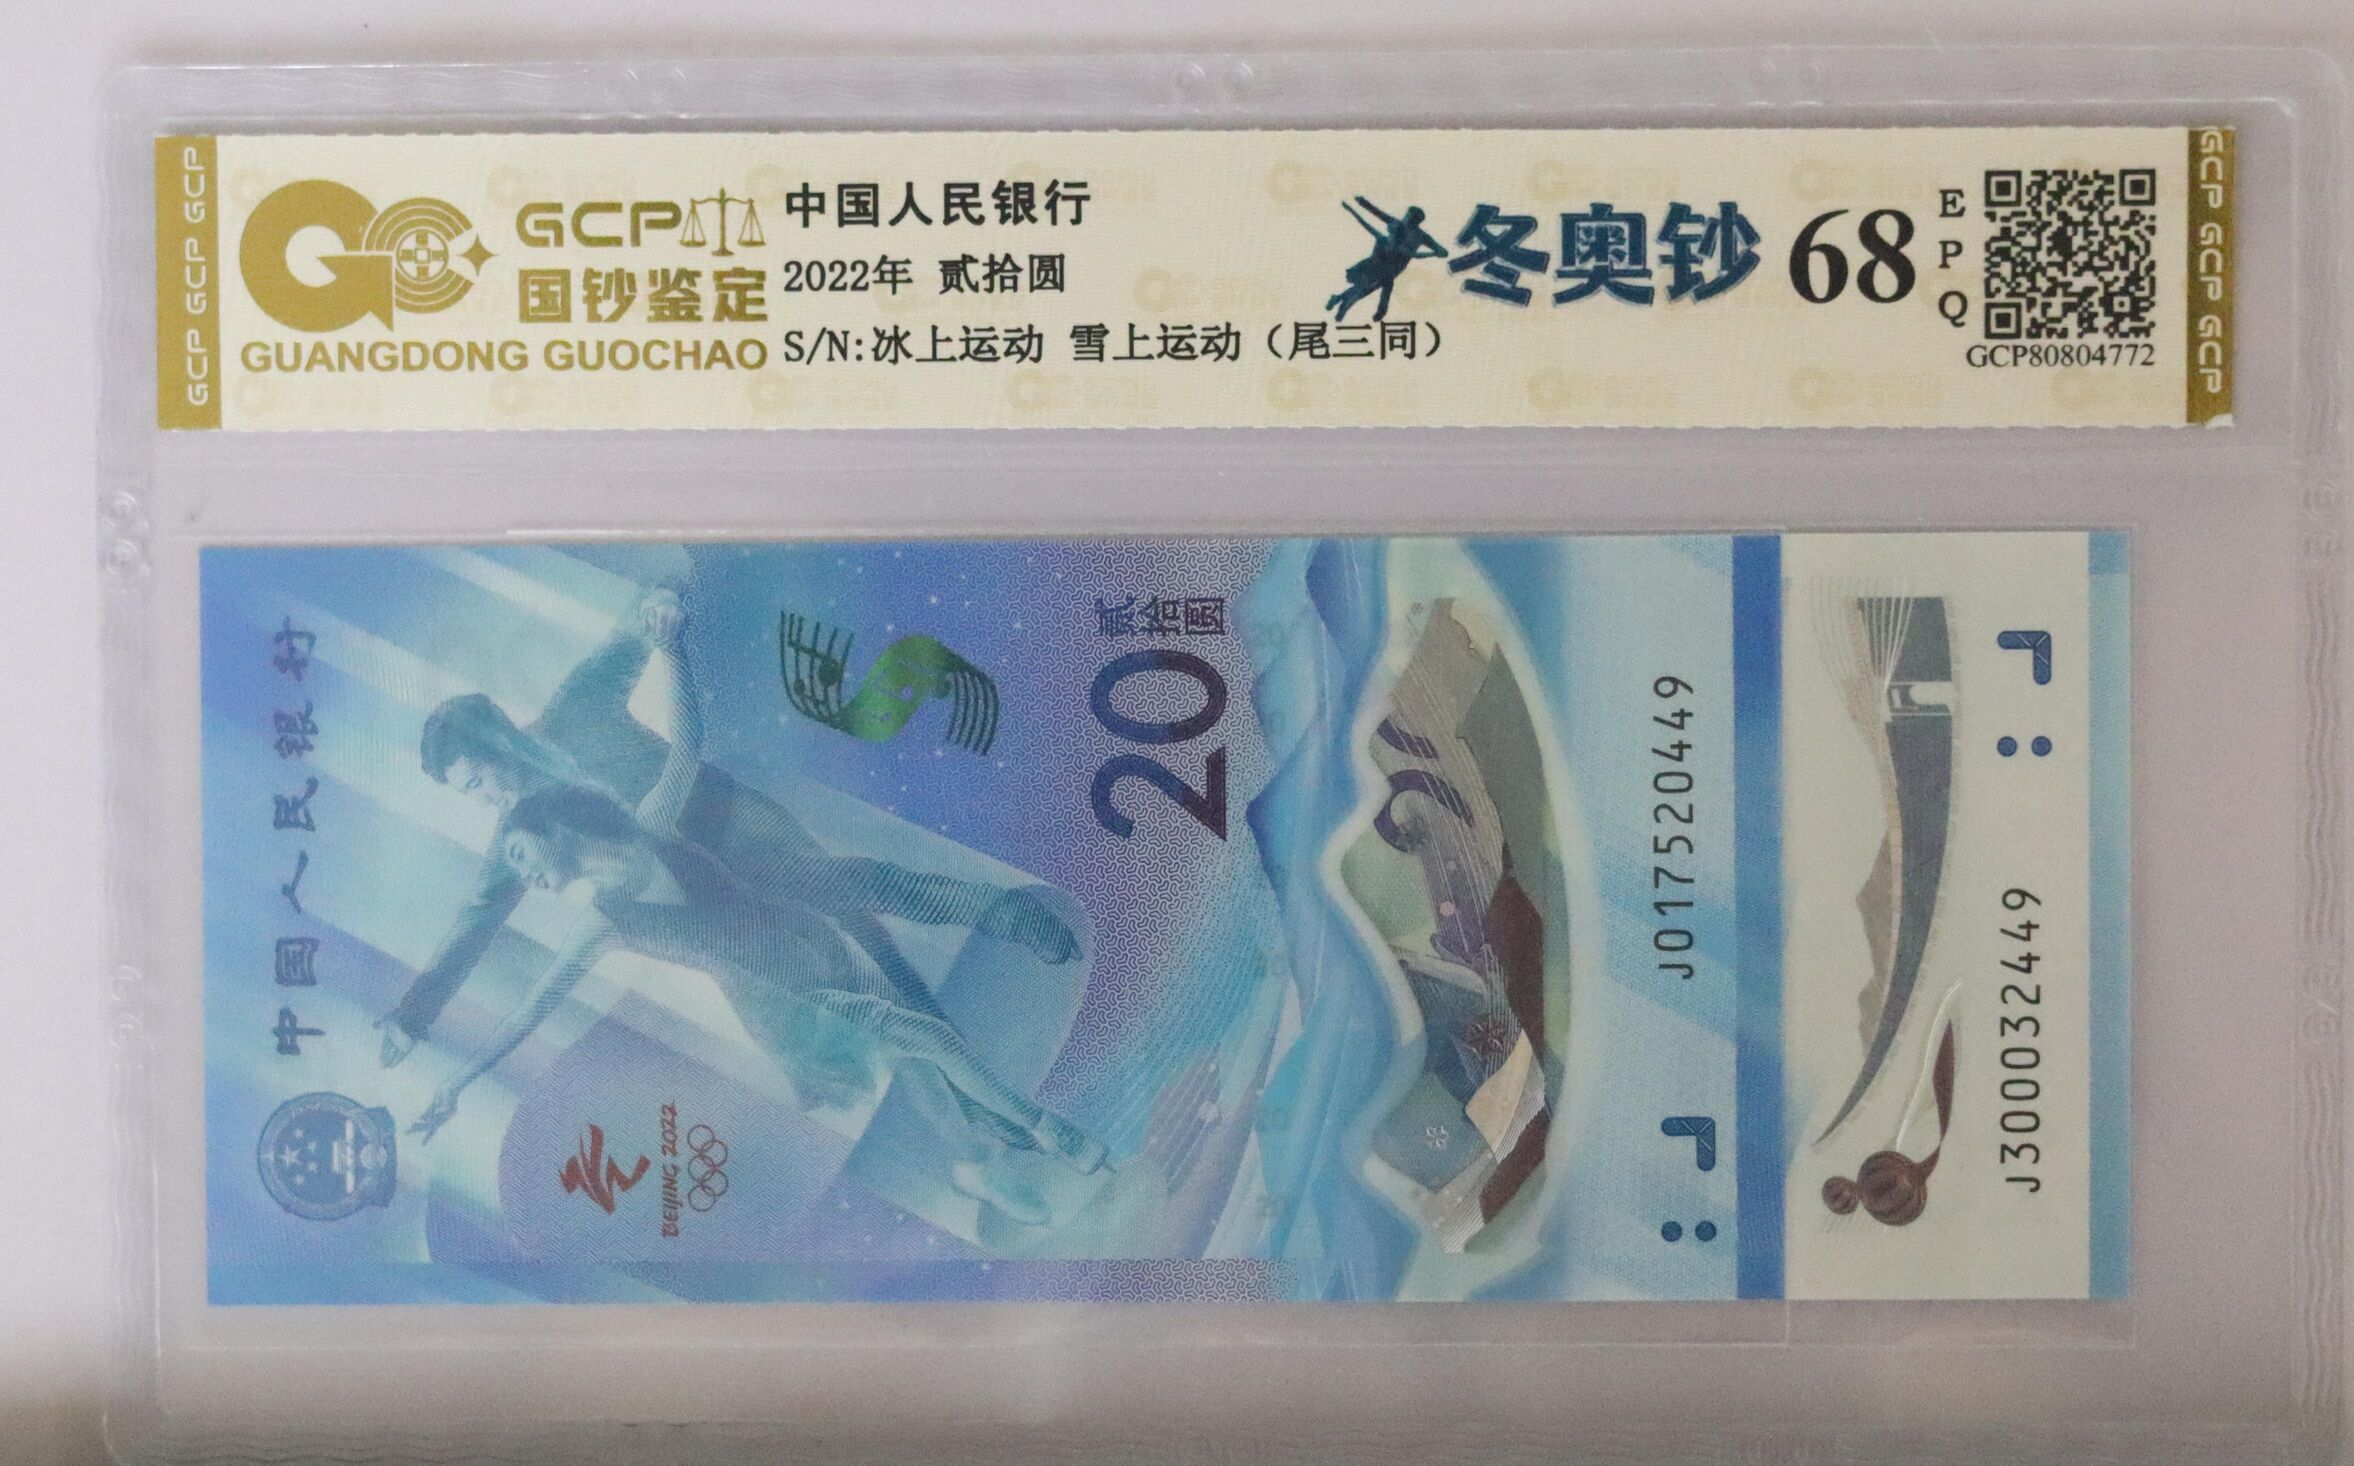 GCP GCP GCP
GCP
国钞鉴定
GUANGDONG GUOCHAO
中国人民银行
2022年 贰拾圆
S/N:冰上运动 雪上运动（尾三同）
冬奥钞
68
EPQ
GCP80804772
GCP GCP GCP
中国人民银行
BEIJING 2022
贰拾圆
20
20
J017520449
J300032449